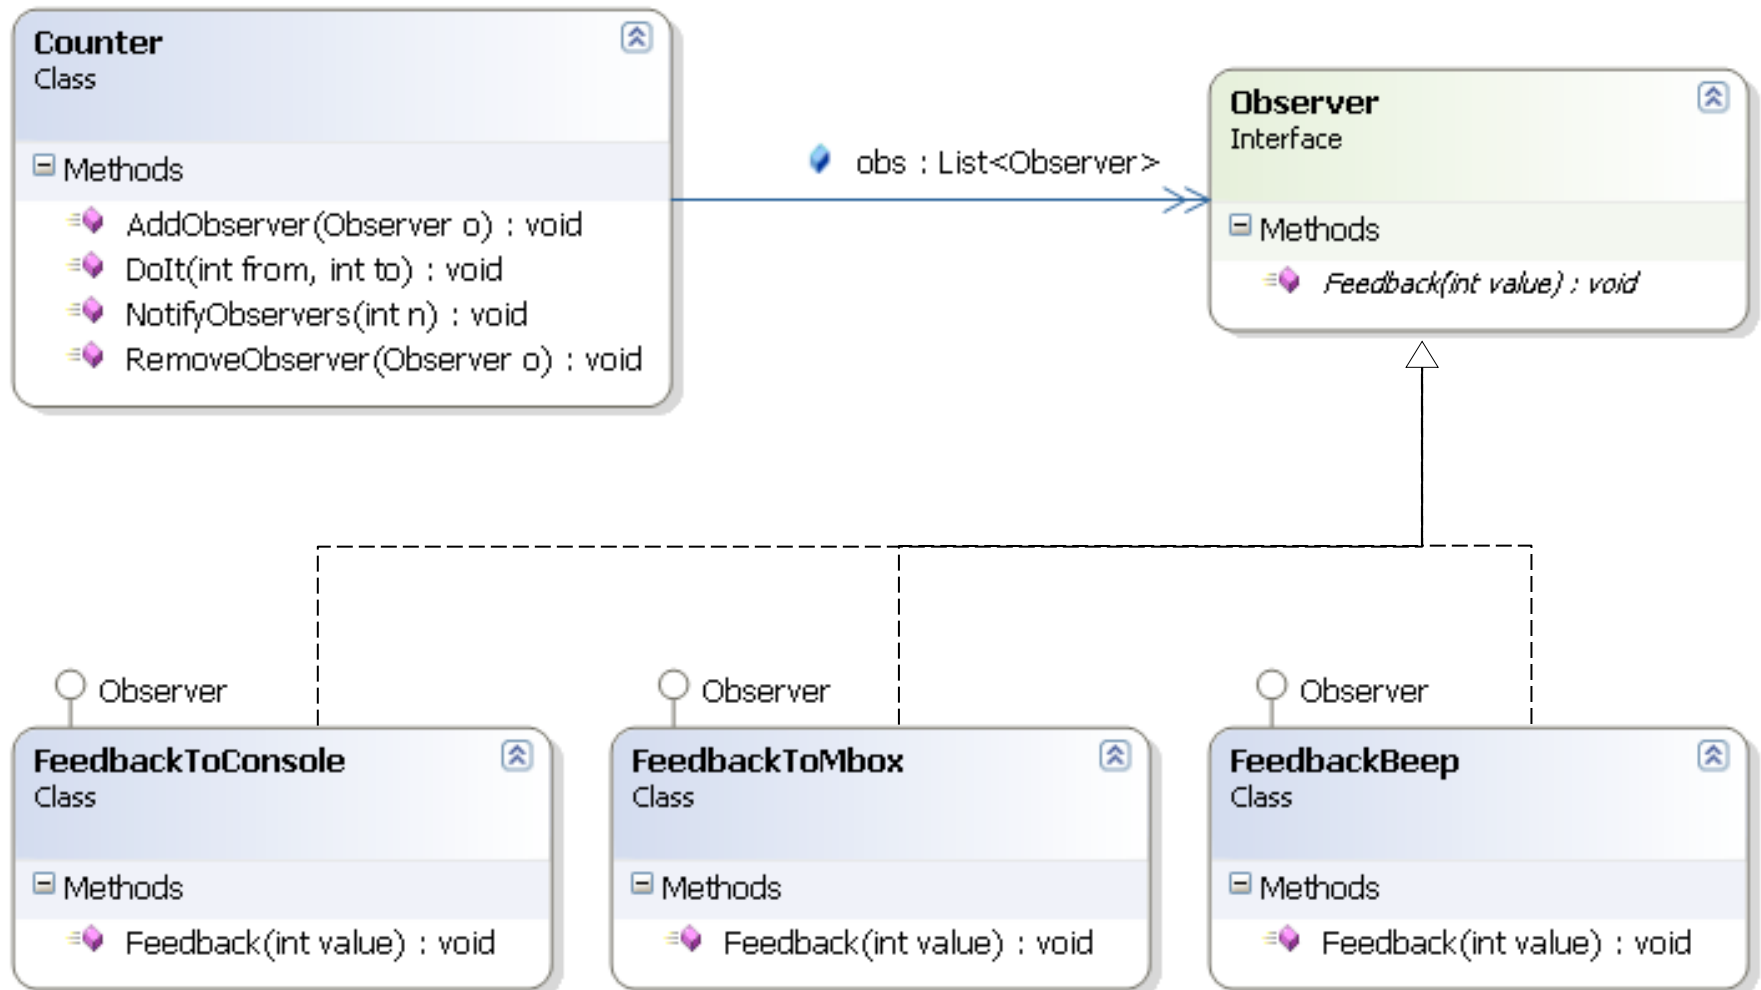 Counter
Class
Methods
AddObserver(Observer o) : void
DoIt(int from, int to) : void
NotifyObservers(int n) : void
RemoveObserver(Observer o) : void
obs : List<Observer>
Observer
Interface
Methods
Feedback(int value) : void
Observer
FeedbackToConsole
Class
Methods
Feedback(int value) : void
Observer
FeedbackToMbox
Class
Methods
Feedback(int value) : void
Observer
FeedbackBeep
Class
Methods
Feedback(int value) : void